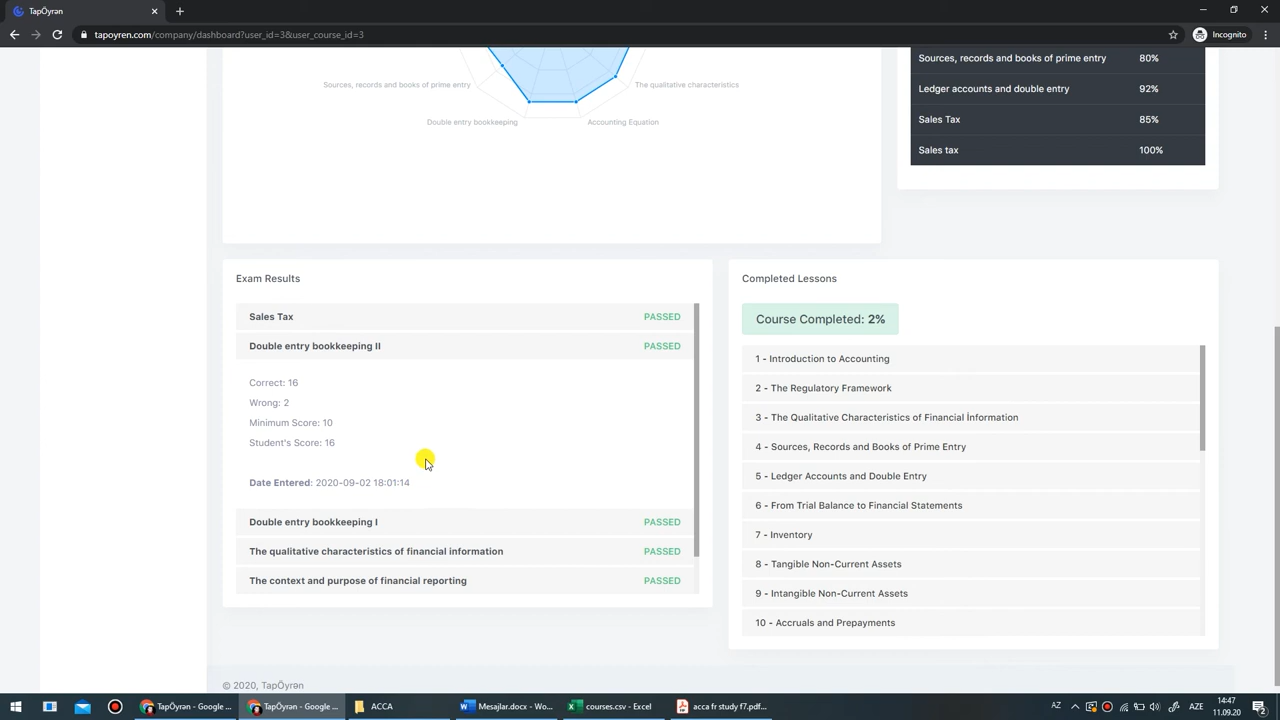 TapÖyrən
tapoyren.com/company/dashboard?user_id=3&user_course_id=3
Incognito
Sources, records and books of prime entry
The qualitative characteristics
Double entry bookkeeping
Accounting Equation
Sources, records and books of prime entry 80%
Ledger accounts and double entry 92%
Sales Tax 85%
Sales tax 100%
Exam Results
Sales Tax PASSED
Double entry bookkeeping II PASSED
Correct: 16
Wrong: 2
Minimum Score: 10
Student's Score: 16
Date Entered: 2020-09-02 18:01:14
Double entry bookkeeping I PASSED
The qualitative characteristics of financial information PASSED
The context and purpose of financial reporting PASSED
Completed Lessons
Course Completed: 2%
1 - Introduction to Accounting
2 - The Regulatory Framework
3 - The Qualitative Characteristics of Financial İnformation
4 - Sources, Records and Books of Prime Entry
5 - Ledger Accounts and Double Entry
6 - From Trial Balance to Financial Statements
7 - Inventory
8 - Tangible Non-Current Assets
9 - Intangible Non-Current Assets
10 - Accruals and Prepayments
© 2020, TapÖyrən
TapÖyrən - Google ...
TapÖyrən - Google ...
ACCA
Mesajlar.docx - Wo...
courses.csv - Excel
acca fr study f7.pdf...
AZ
AE
14:47
11.09.20
2